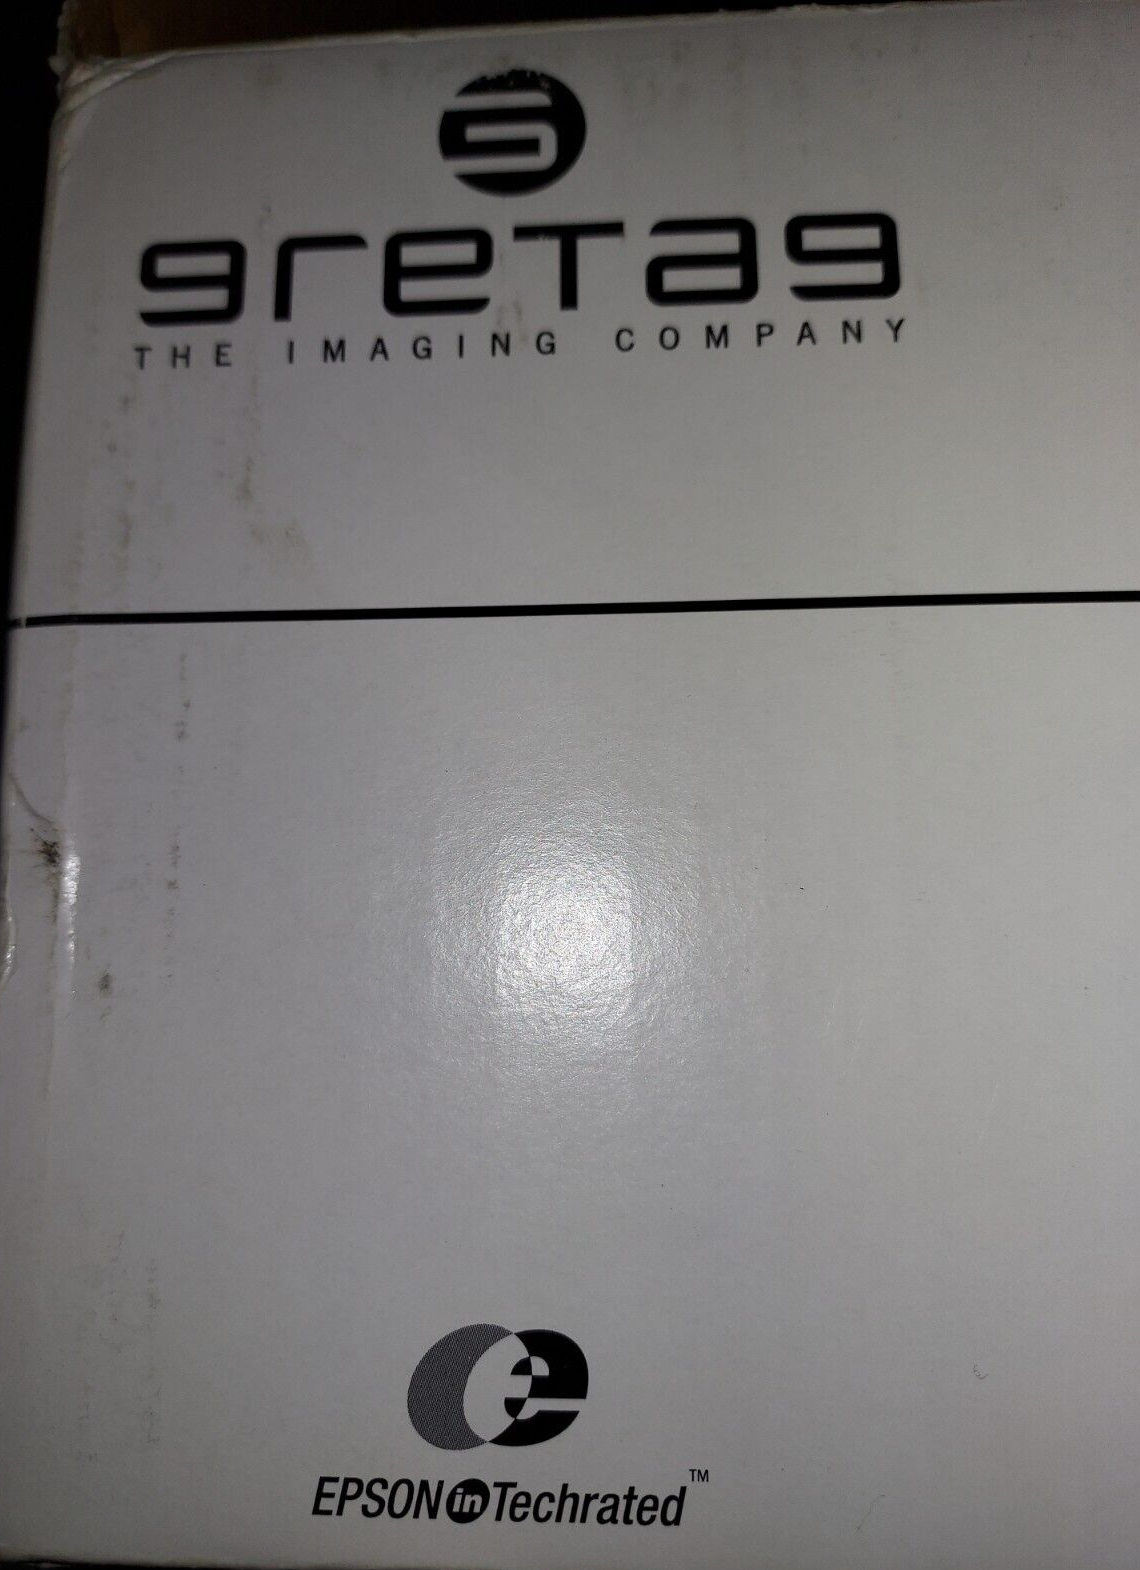 gretag
THE IMAGING COMPANY
e
EPSON in Techrated™